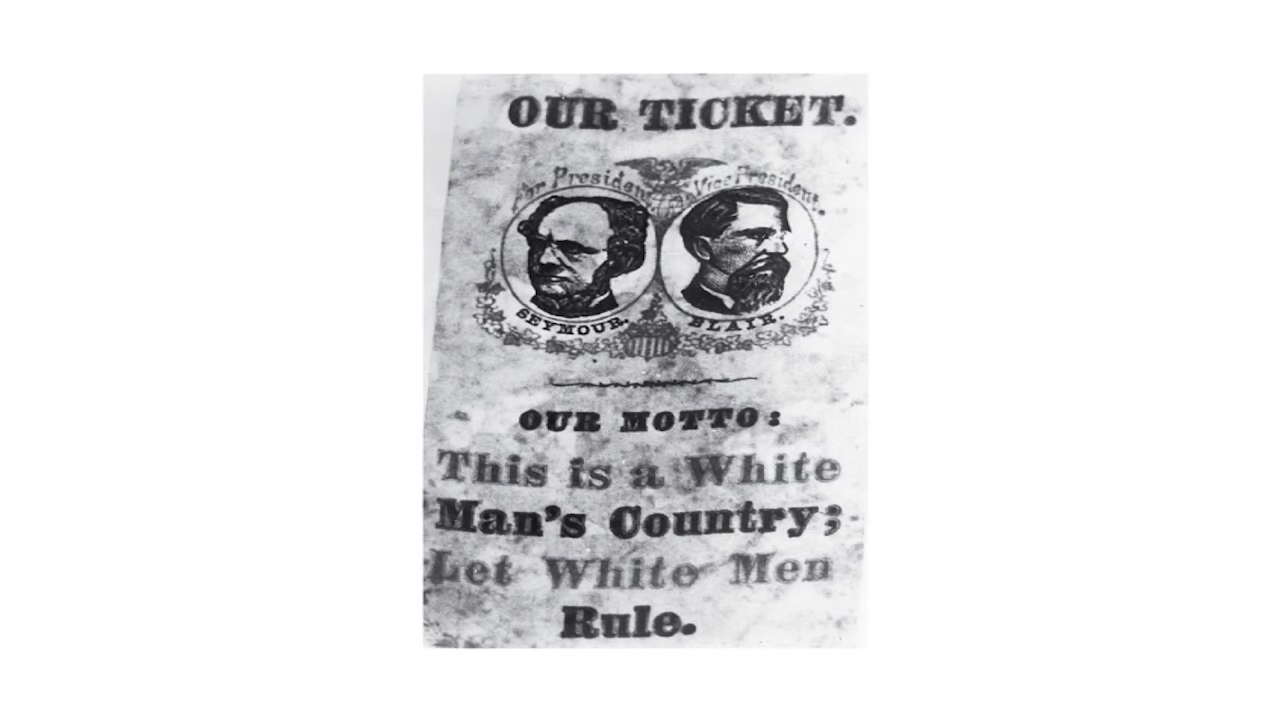 OUR TICKET.
For President Vice President.
SEYMOUR. BLAIR.
OUR MOTTO:
This is a White
Man's Country;
Let White Men
Rule.